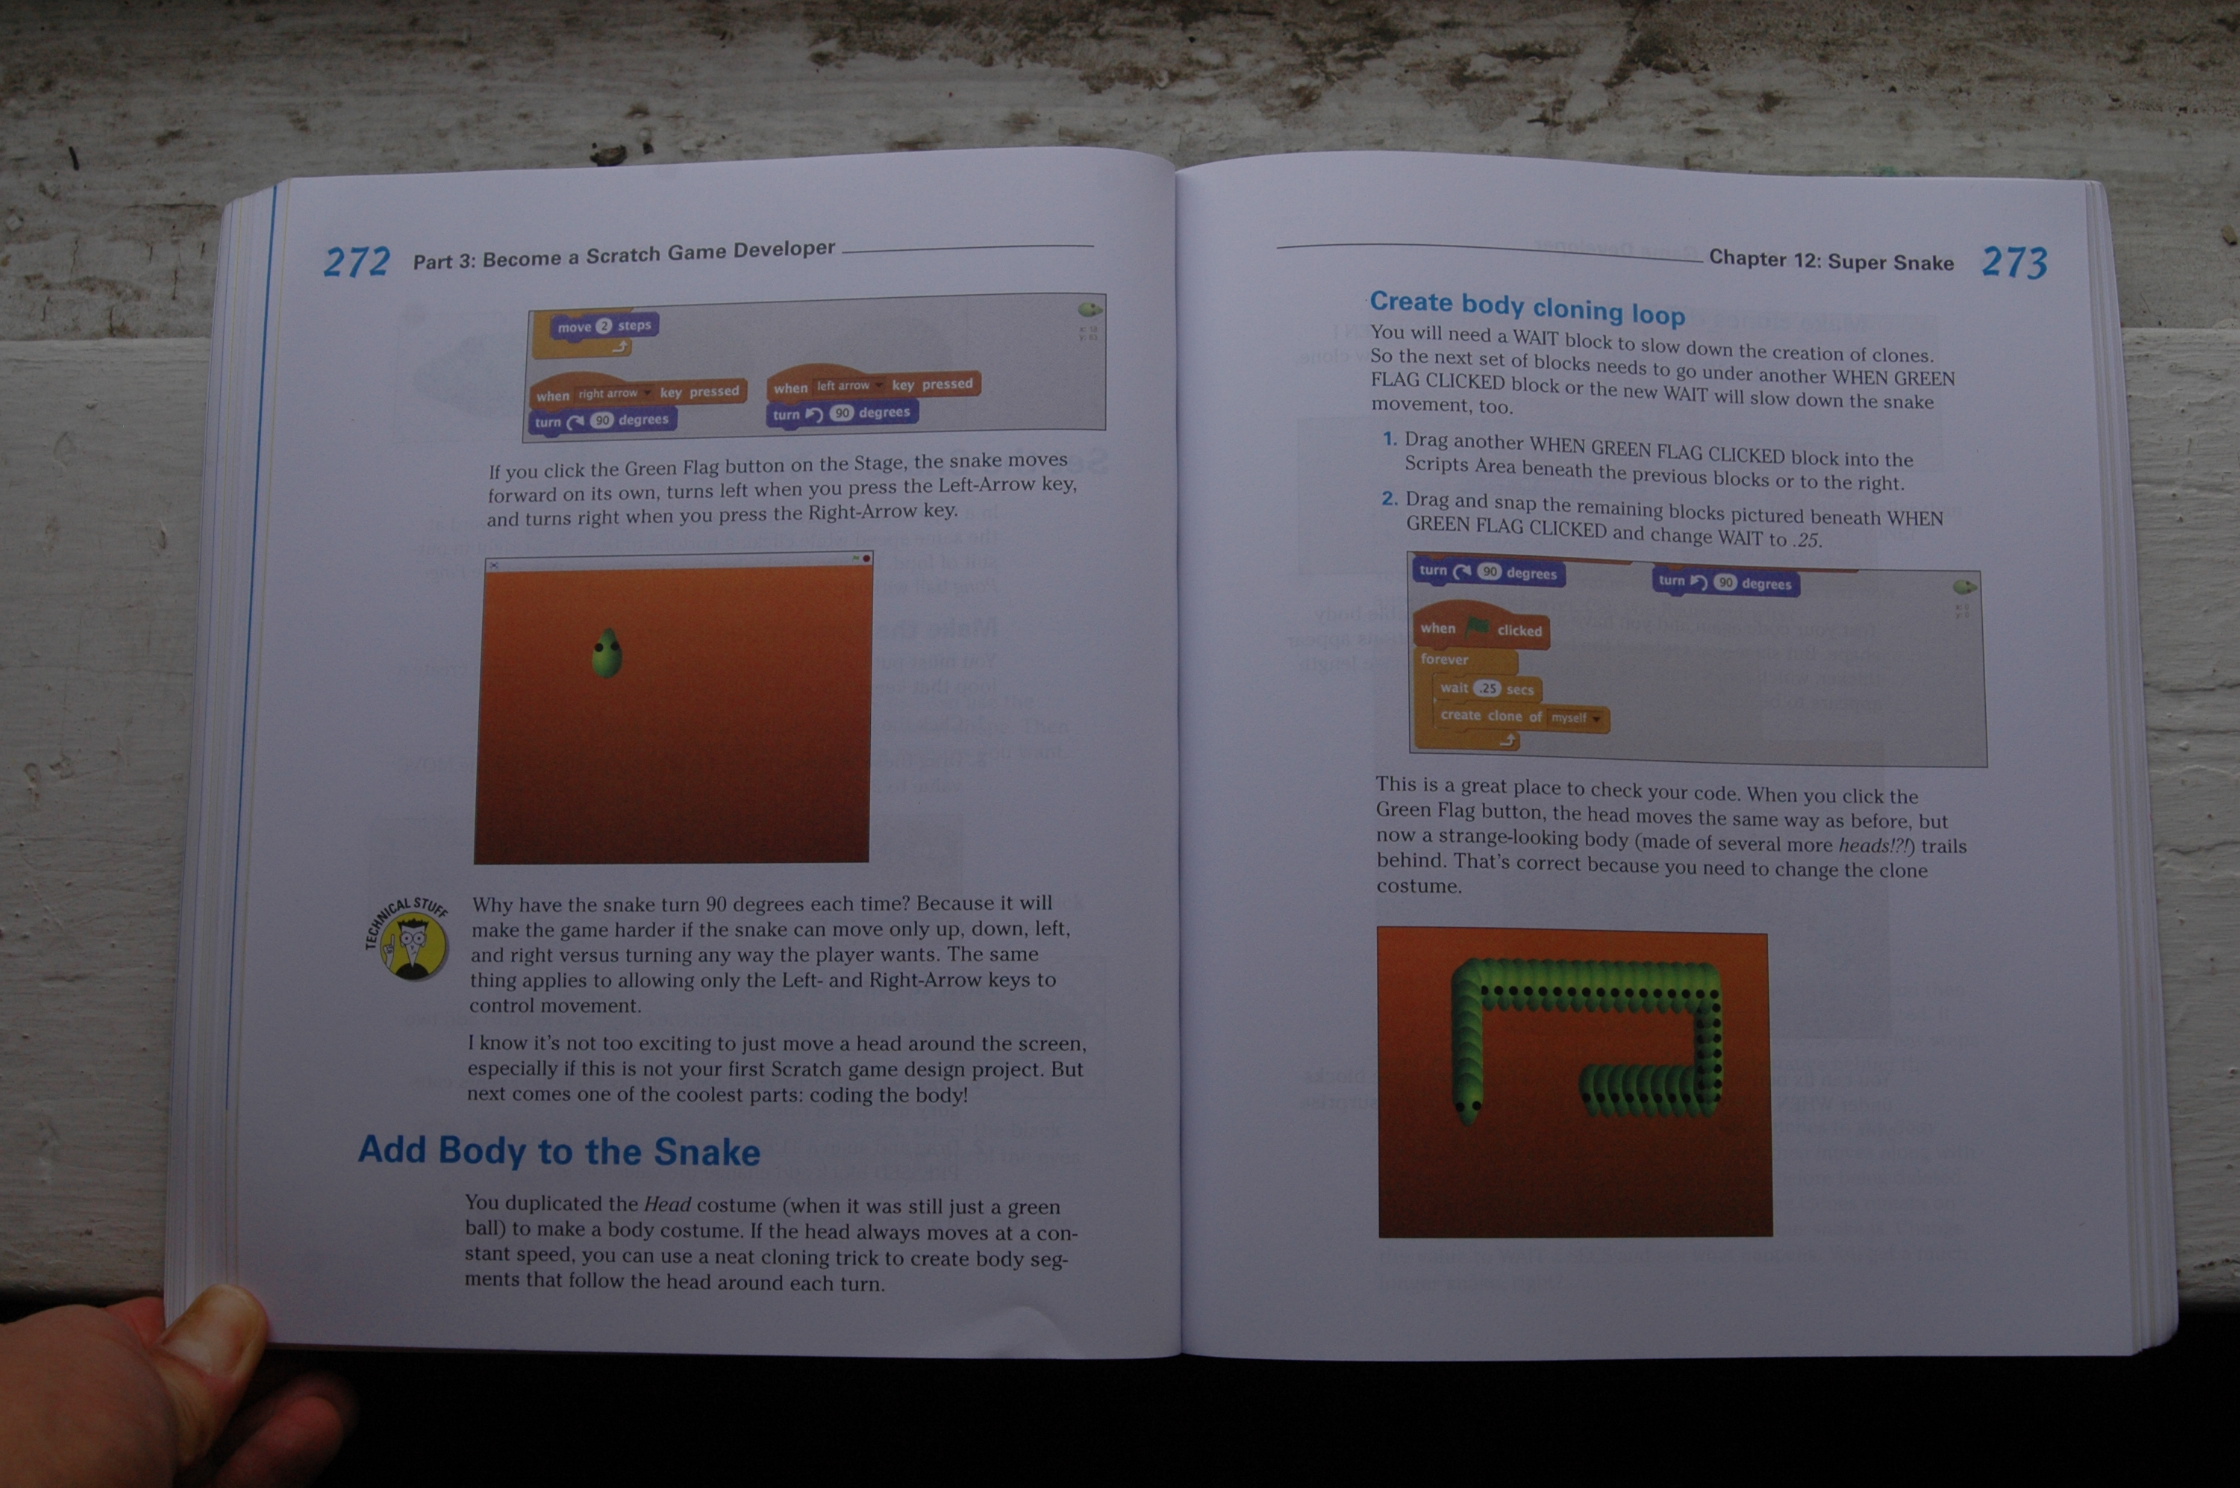 272 Part 3: Become a Scratch Game Developer
move 2 steps
when right arrow key pressed
turn 90 degrees
when left arrow key pressed
turn 90 degrees
If you click the Green Flag button on the Stage, the snake moves
forward on its own, turns left when you press the Left-Arrow key,
and turns right when you press the Right-Arrow key.
TECHNICAL STUFF
Why have the snake turn 90 degrees each time? Because it will
make the game harder if the snake can move only up, down, left,
and right versus turning any way the player wants. The same
thing applies to allowing only the Left- and Right-Arrow keys to
control movement.
I know it's not too exciting to just move a head around the screen,
especially if this is not your first Scratch game design project. But
next comes one of the coolest parts: coding the body!
Add Body to the Snake
You duplicated the Head costume (when it was still just a green
ball) to make a body costume. If the head always moves at a con-
stant speed, you can use a neat cloning trick to create body seg-
ments that follow the head around each turn.
Chapter 12: Super Snake 273
Create body cloning loop
You will need a WAIT block to slow down the creation of clones.
So the next set of blocks needs to go under another WHEN GREEN
FLAG CLICKED block or the new WAIT will slow down the snake
movement, too.
1. Drag another WHEN GREEN FLAG CLICKED block into the
Scripts Area beneath the previous blocks or to the right.
2. Drag and snap the remaining blocks pictured beneath WHEN
GREEN FLAG CLICKED and change WAIT to .25.
turn 90 degrees
turn 90 degrees
when clicked
forever
wait .25 secs
create clone of myself
This is a great place to check your code. When you click the
Green Flag button, the head moves the same way as before, but
now a strange-looking body (made of several more heads!?!) trails
behind. That's correct because you need to change the clone
costume.